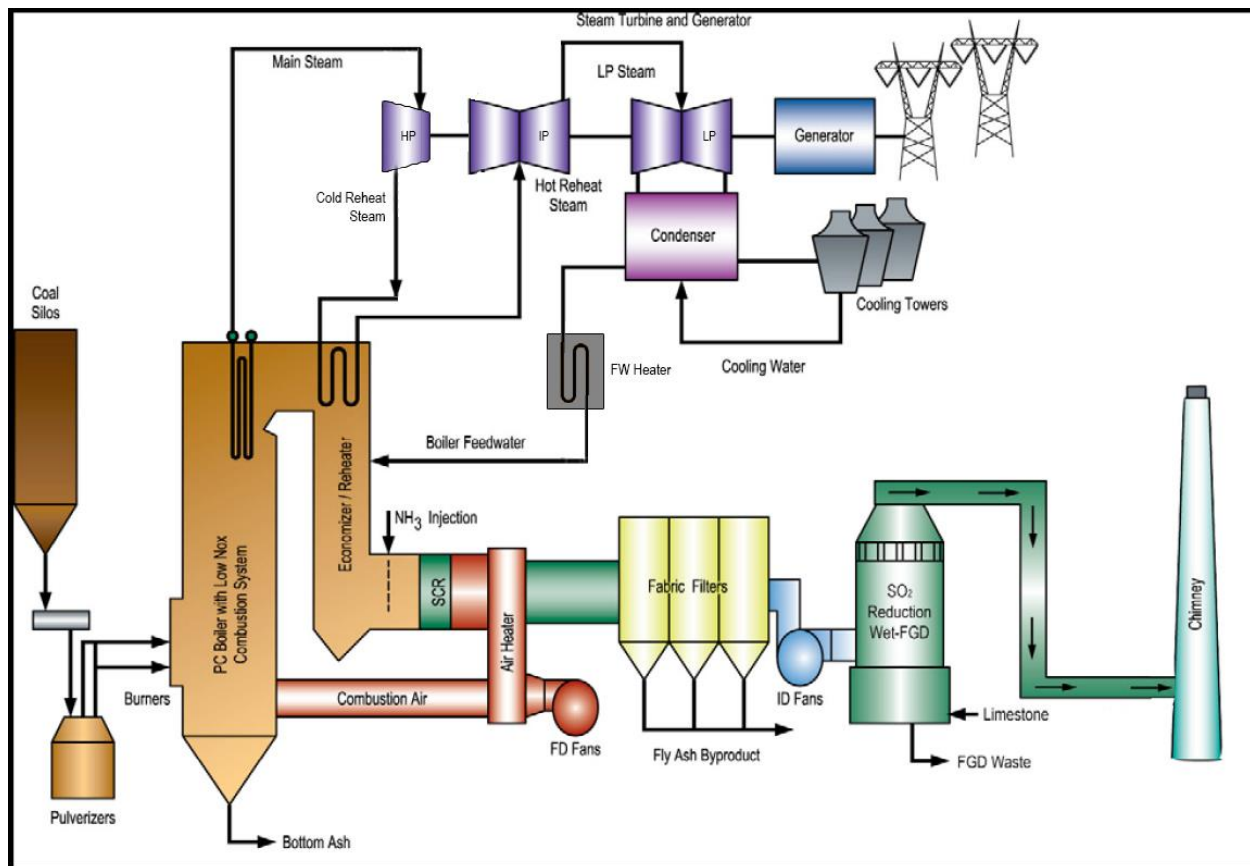 Steam Turbine and Generator
Main Steam
LP Steam
HP
IP
LP
Generator
Cold Reheat
Steam
Hot Reheat
Steam
Condenser
Coal
Silos
Cooling Towers
FW Heater
Cooling Water
Boiler Feedwater
NH3 Injection
PC Boiler with Low Nox
Combustion System
Economizer / Reheater
SCR
Air Heater
Fabric Filters
SO2
Reduction
Wet-FGD
Chimney
Burners
Combustion Air
FD Fans
ID Fans
Limestone
Fly Ash Byproduct
FGD Waste
Pulverizers
Bottom Ash